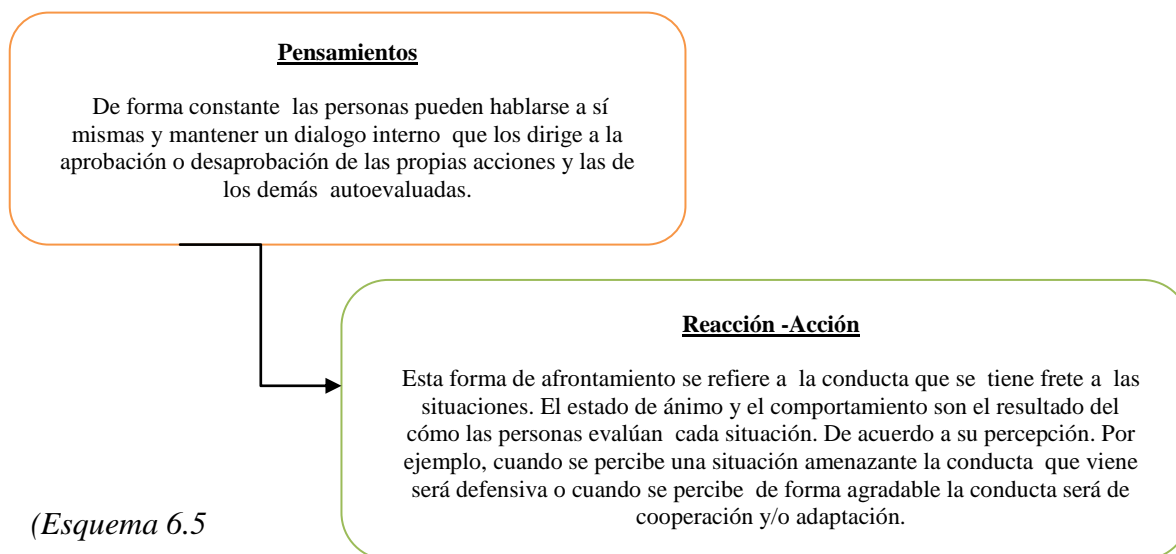 Pensamientos
De forma constante las personas pueden hablarse a sí
mismas y mantener un dialogo interno que los dirige a la
aprobación o desaprobación de las propias acciones y las de
los demás autoevaluadas.
Reacción -Acción
Esta forma de afrontamiento se refiere a la conducta que se tiene frete a las
situaciones. El estado de ánimo y el comportamiento son el resultado del
cómo las personas evalúan cada situación. De acuerdo a su percepción. Por
ejemplo, cuando se percibe una situación amenazante la conducta que viene
será defensiva o cuando se percibe de forma agradable la conducta será de
cooperación y/o adaptación.
(Esquema 6.5